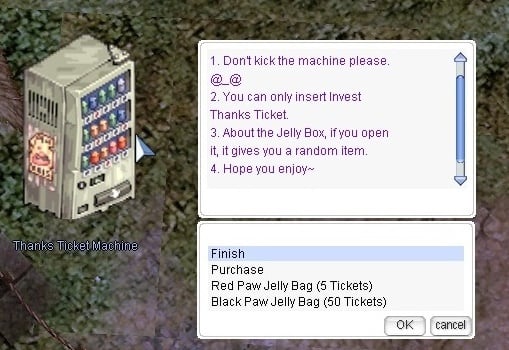 1. Don't kick the machine please.
@_@
2. You can only insert Invest
Thanks Ticket.
3. About the Jelly Box, if you open
it, it gives you a random item.
4. Hope you enjoy~
Thanks Ticket Machine
Finish
Purchase
Red Paw Jelly Bag (5 Tickets)
Black Paw Jelly Bag (50 Tickets)
OK cancel